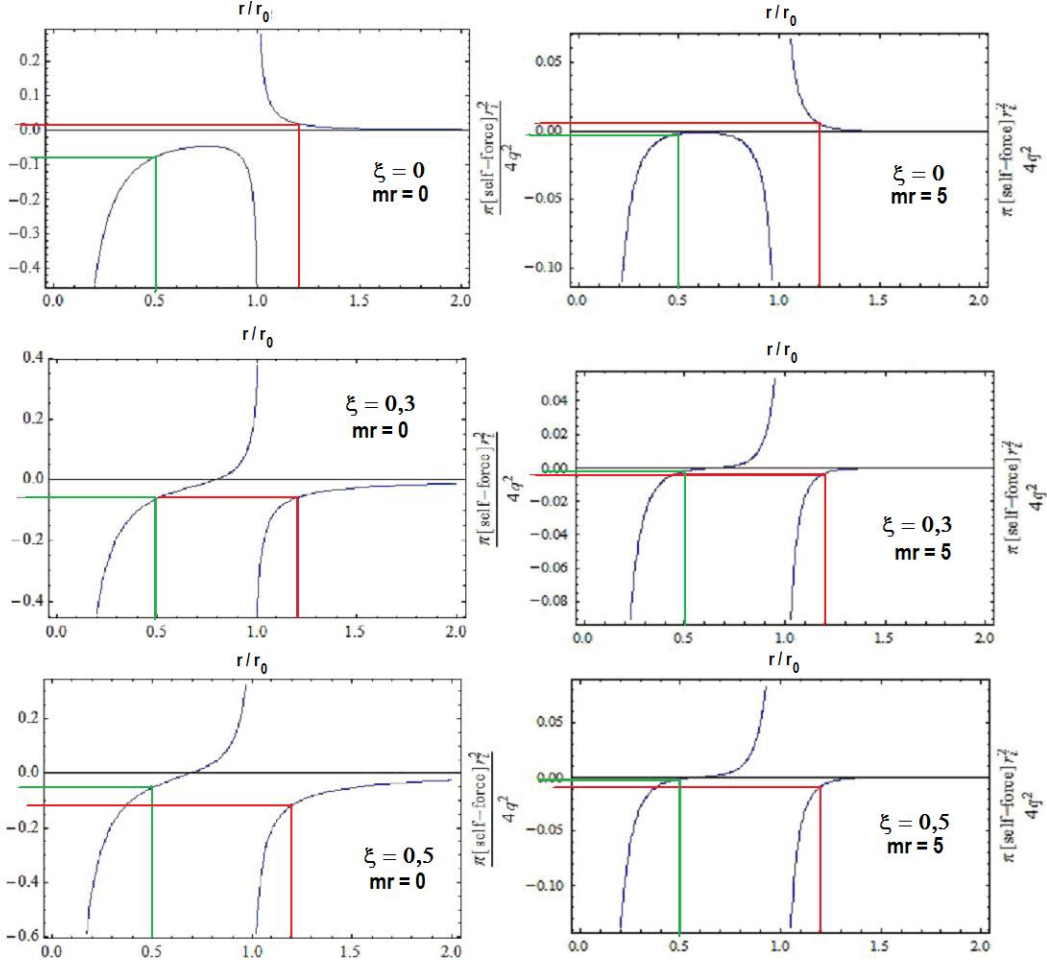 r / r0
0.2
0.1
0.0
−0.1
−0.2
−0.3
−0.4
0.0 0.5 1.0 1.5 2.0
ξ = 0
mr = 0
π[self−force]r_i^2
4q^2
r / r0
0.05
0.00
−0.05
−0.10
0.0 0.5 1.0 1.5 2.0
ξ = 0
mr = 5
π[self−force]r_i^2
4q^2
r / r0
0.4
0.2
0.0
−0.2
−0.4
0.0 0.5 1.0 1.5 2.0
ξ = 0,3
mr = 0
π[self−force]r_i^2
4q^2
r / r0
0.04
0.02
0.00
−0.02
−0.04
−0.06
−0.08
0.0 0.5 1.0 1.5 2.0
ξ = 0,3
mr = 5
π[self−force]r_i^2
4q^2
r / r0
0.2
0.0
−0.2
−0.4
−0.6
0.0 0.5 1.0 1.5 2.0
ξ = 0,5
mr = 0
π[self−force]r_i^2
4q^2
r / r0
0.05
0.00
−0.05
−0.10
0.0 0.5 1.0 1.5 2.0
ξ = 0,5
mr = 5
π[self−force]r_i^2
4q^2